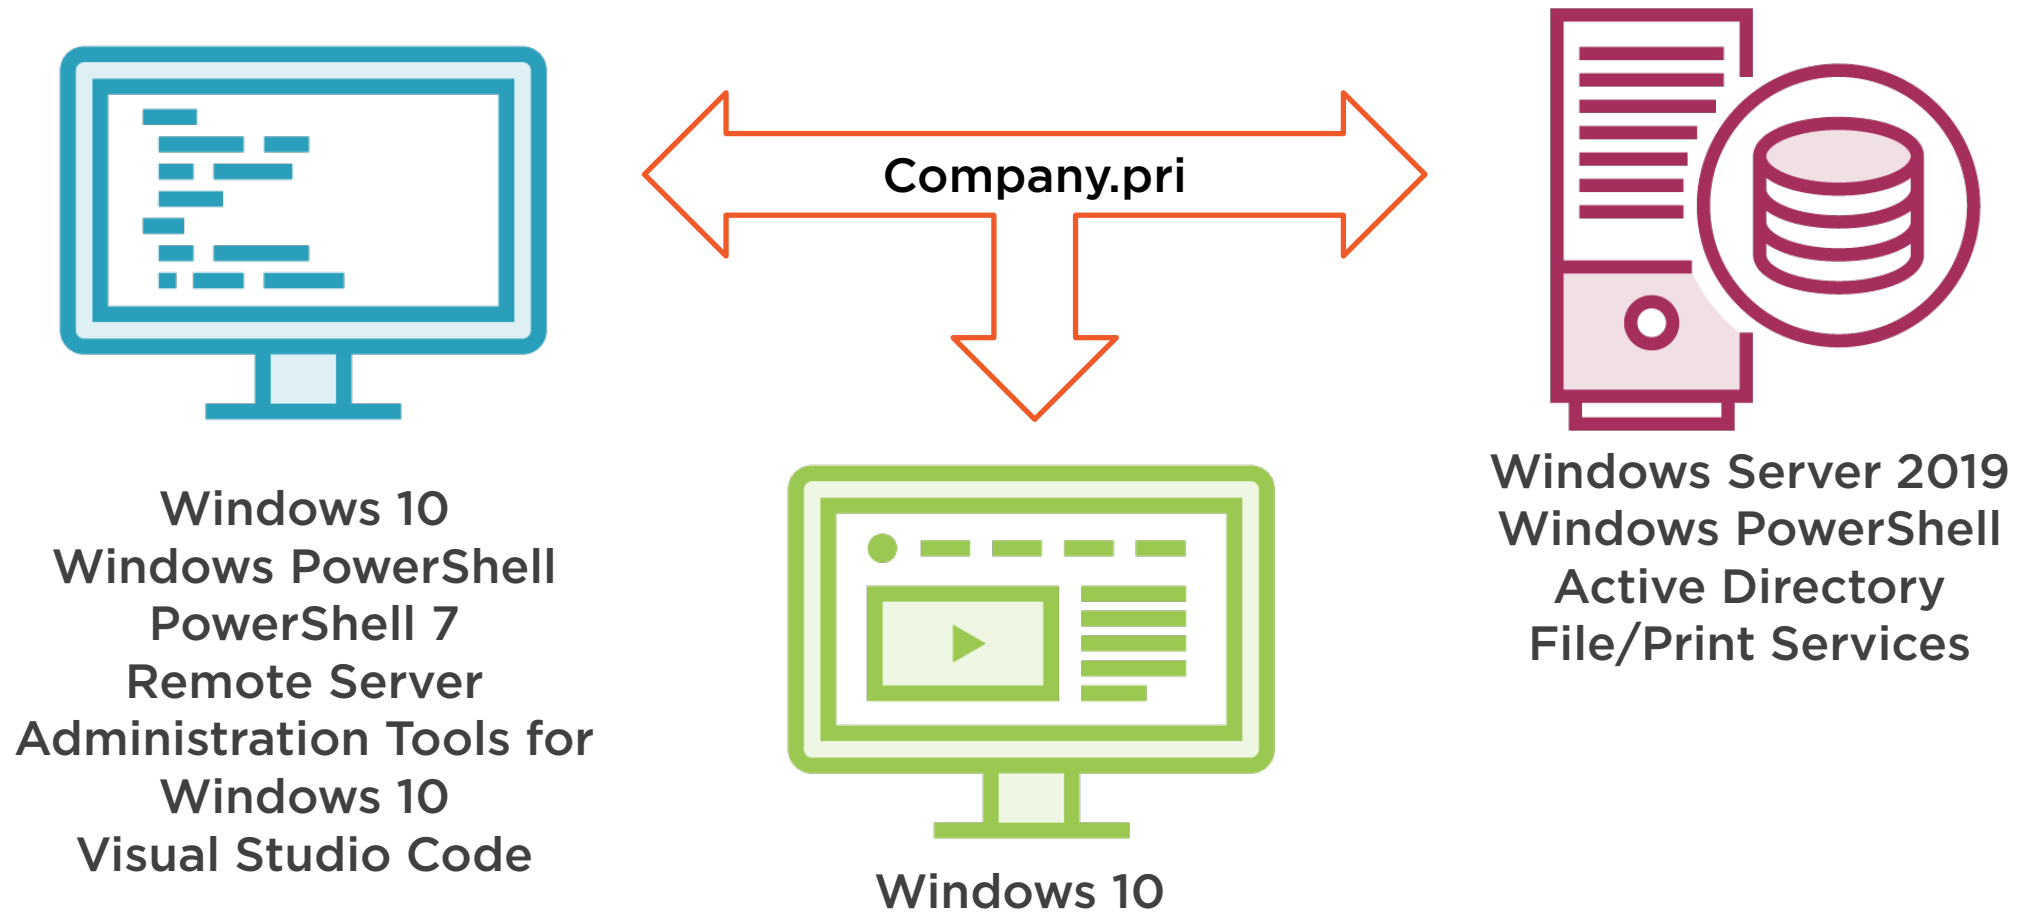 Company.pri
Windows 10
Windows PowerShell
PowerShell 7
Remote Server
Administration Tools for
Windows 10
Visual Studio Code
Windows 10
Windows Server 2019
Windows PowerShell
Active Directory
File/Print Services